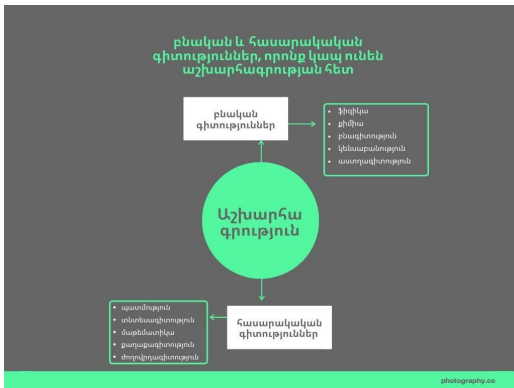 բնական և հասարակական
գիտություններ, որոնք կապ ունեն
աշխարհագրության հետ
բնական
գիտություններ
ֆիզիկա
քիմիա
բնագիտություն
կենսաբանություն
աստղագիտություն
Աշխարհա
գրություն
պատմություն
տնտեսագիտություն
մաթեմատիկա
քաղաքագիտություն
ժողովրդագիտություն
հասարակական
գիտություններ
photography.co